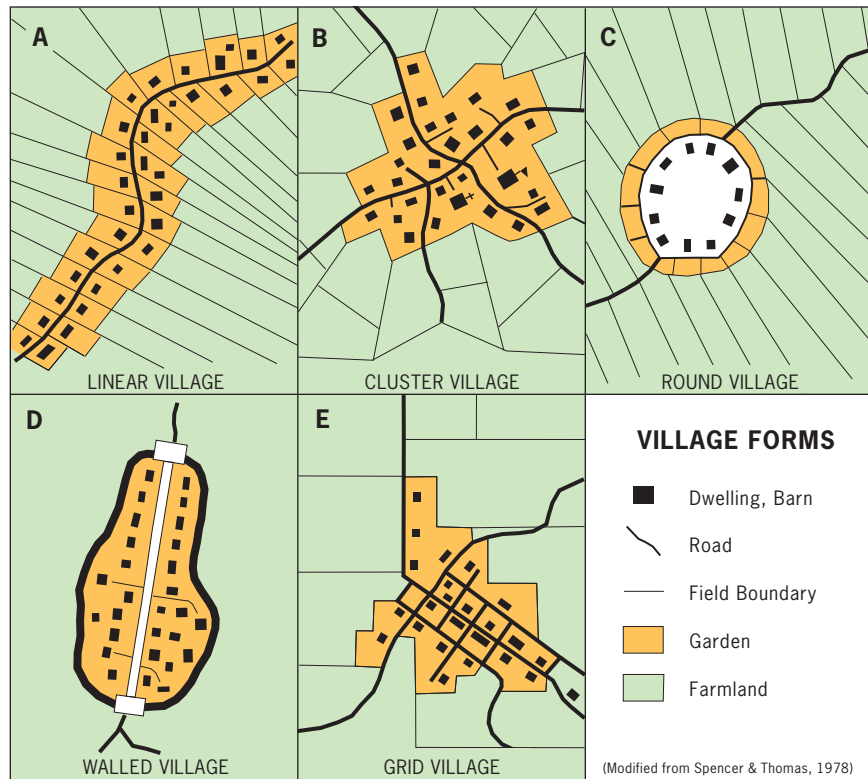 A
LINEAR VILLAGE
B
CLUSTER VILLAGE
C
ROUND VILLAGE
D
WALLED VILLAGE
E
GRID VILLAGE
VILLAGE FORMS
Dwelling, Barn
Road
Field Boundary
Garden
Farmland
(Modified from Spencer & Thomas, 1978)